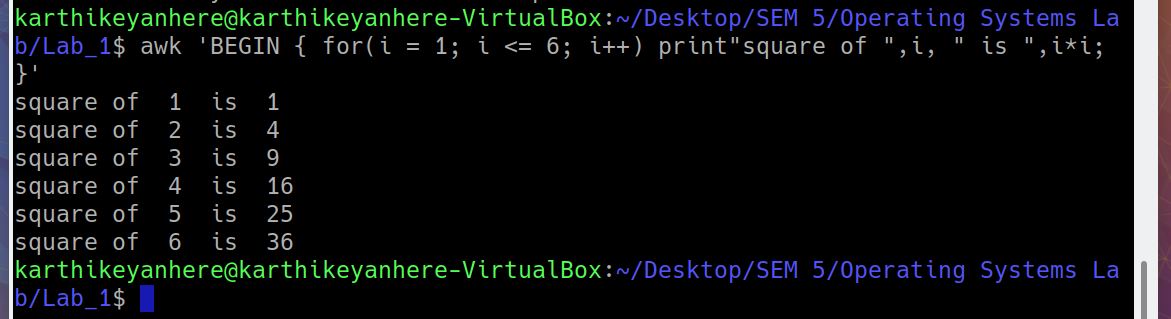 karthikeyanhere@karthikeyanhere-VirtualBox:~/Desktop/SEM 5/Operating Systems La
b/Lab_1$ awk 'BEGIN { for(i = 1; i <= 6; i++) print"square of ",i, " is ",i*i;
}'
square of  1  is  1
square of  2  is  4
square of  3  is  9
square of  4  is  16
square of  5  is  25
square of  6  is  36
karthikeyanhere@karthikeyanhere-VirtualBox:~/Desktop/SEM 5/Operating Systems La
b/Lab_1$